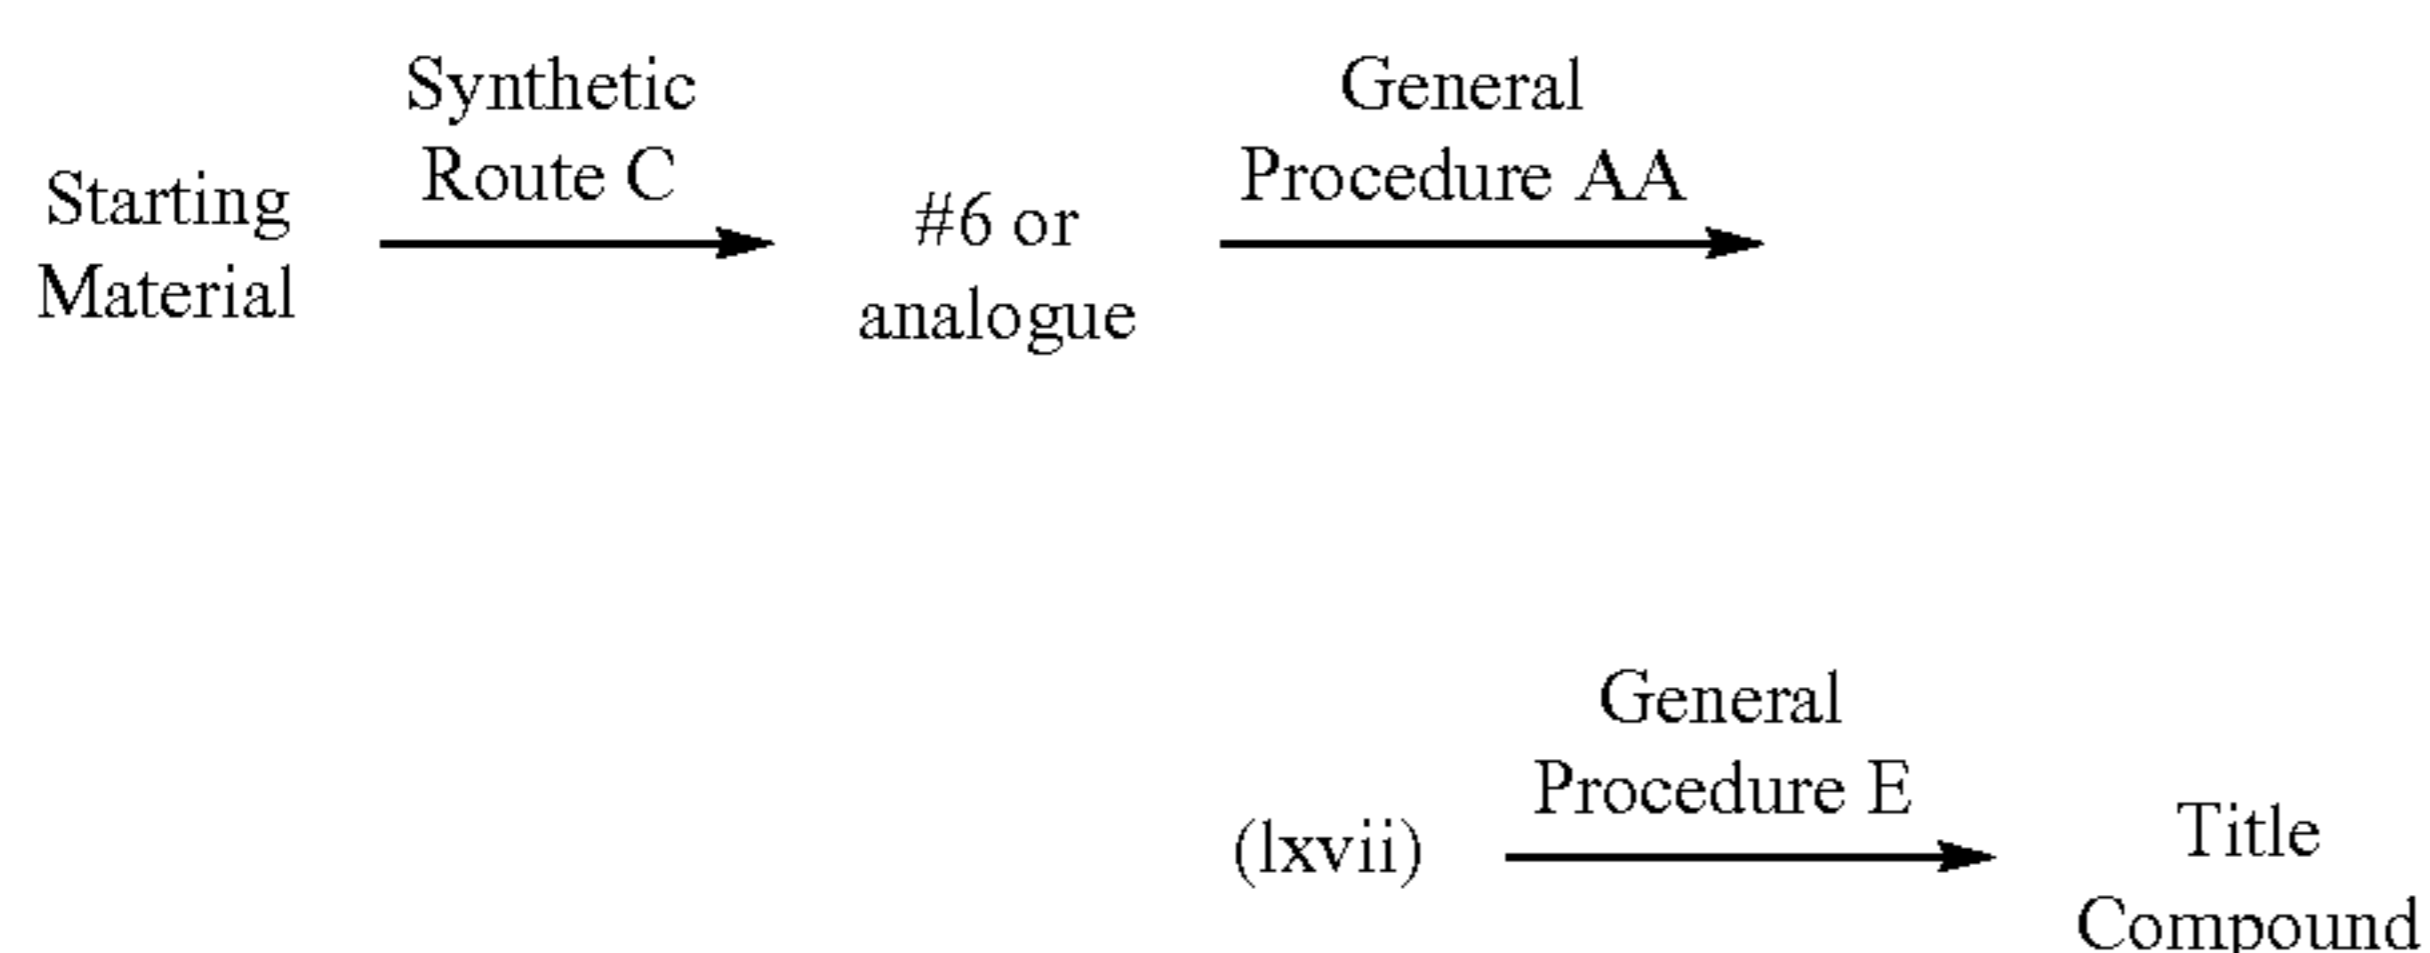 Starting
Material
Synthetic
Route C
#6 or
analogue
General
Procedure AA
(lxvii)
General
Procedure E
Title
Compound